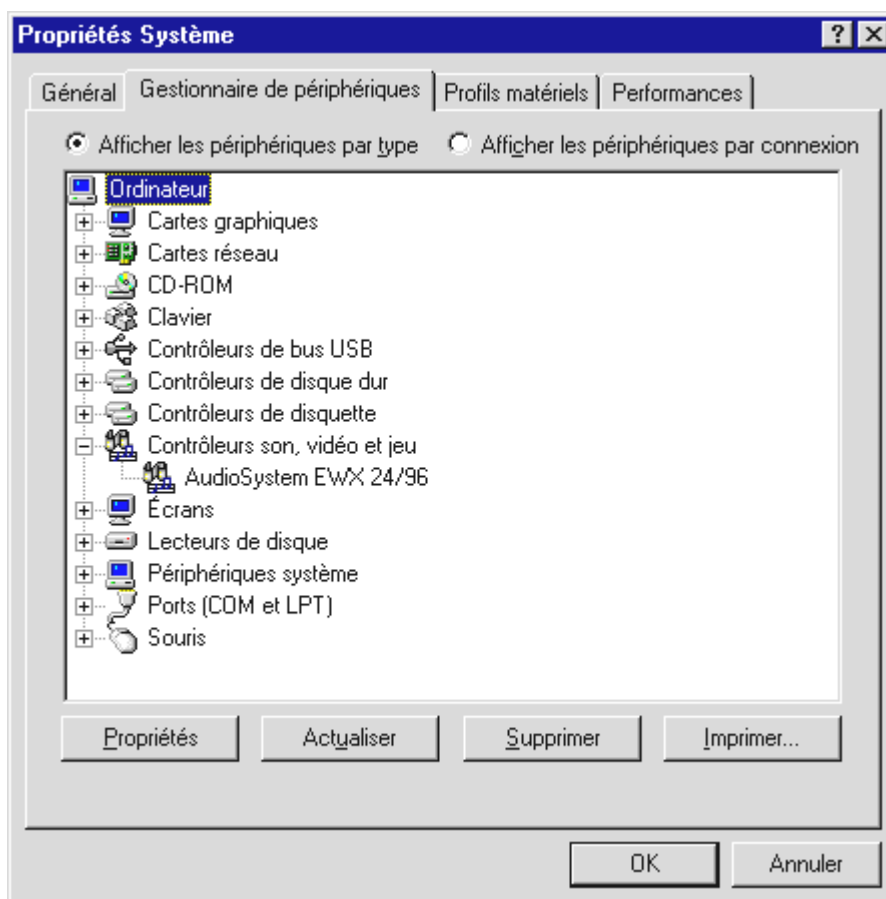 Propriétés Système
Général Gestionnaire de périphériques Profils matériels Performances
Afficher les périphériques par type Afficher les périphériques par connexion
Ordinateur
Cartes graphiques
Cartes réseau
CD-ROM
Clavier
Contrôleurs de bus USB
Contrôleurs de disque dur
Contrôleurs de disquette
Contrôleurs son, vidéo et jeu
AudioSystem EWX 24/96
Écrans
Lecteurs de disque
Périphériques système
Ports (COM et LPT)
Souris
Propriétés Actualiser Supprimer Imprimer...
OK Annuler